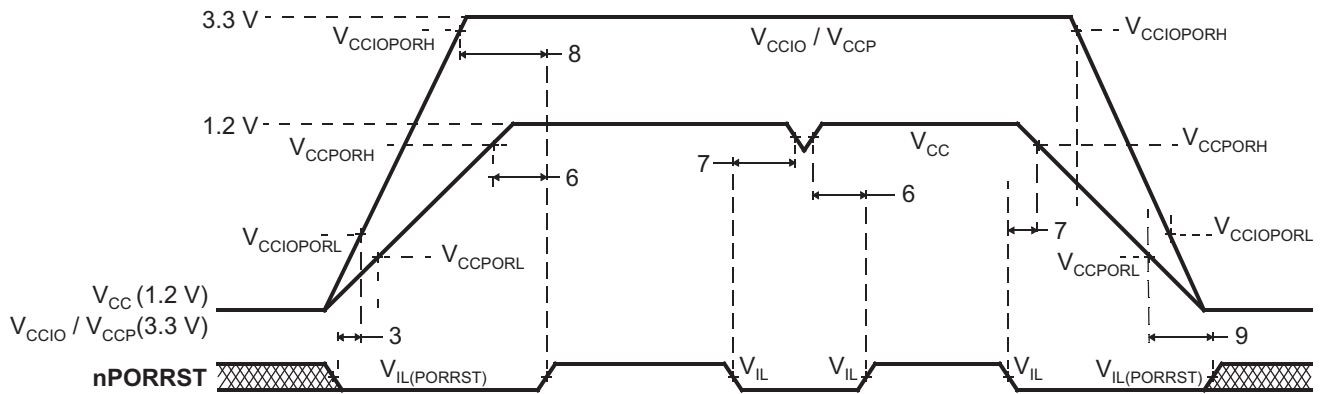 3.3 V
V_CCIOPORH
8
V_CCIO / V_CCP
V_CCIOPORH
1.2 V
V_CCPORH
6
7
V_CC
6
V_CCPORH
7
V_CCIOPORL
V_CCPORL
V_CCPORL
V_CCIOPORL
V_CC (1.2 V)
V_CCIO / V_CCP(3.3 V)
3
9
nPORRST
V_IL(PORRST)
V_IL
V_IL
V_IL
V_IL(PORRST)